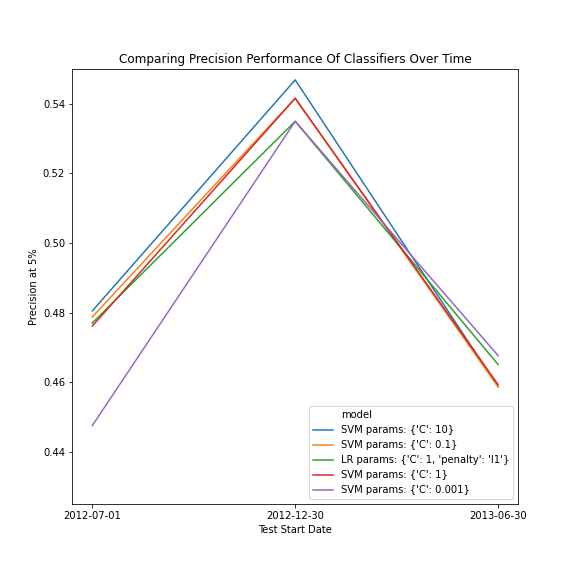 Comparing Precision Performance Of Classifiers Over Time
0.54
0.52
0.50
0.48
0.46
0.44
Precision at 5%
model
SVM params: {'C': 10}
SVM params: {'C': 0.1}
LR params: {'C': 1, 'penalty': 'l1'}
SVM params: {'C': 1}
SVM params: {'C': 0.001}
2012-07-01 2012-12-30 2013-06-30
Test Start Date